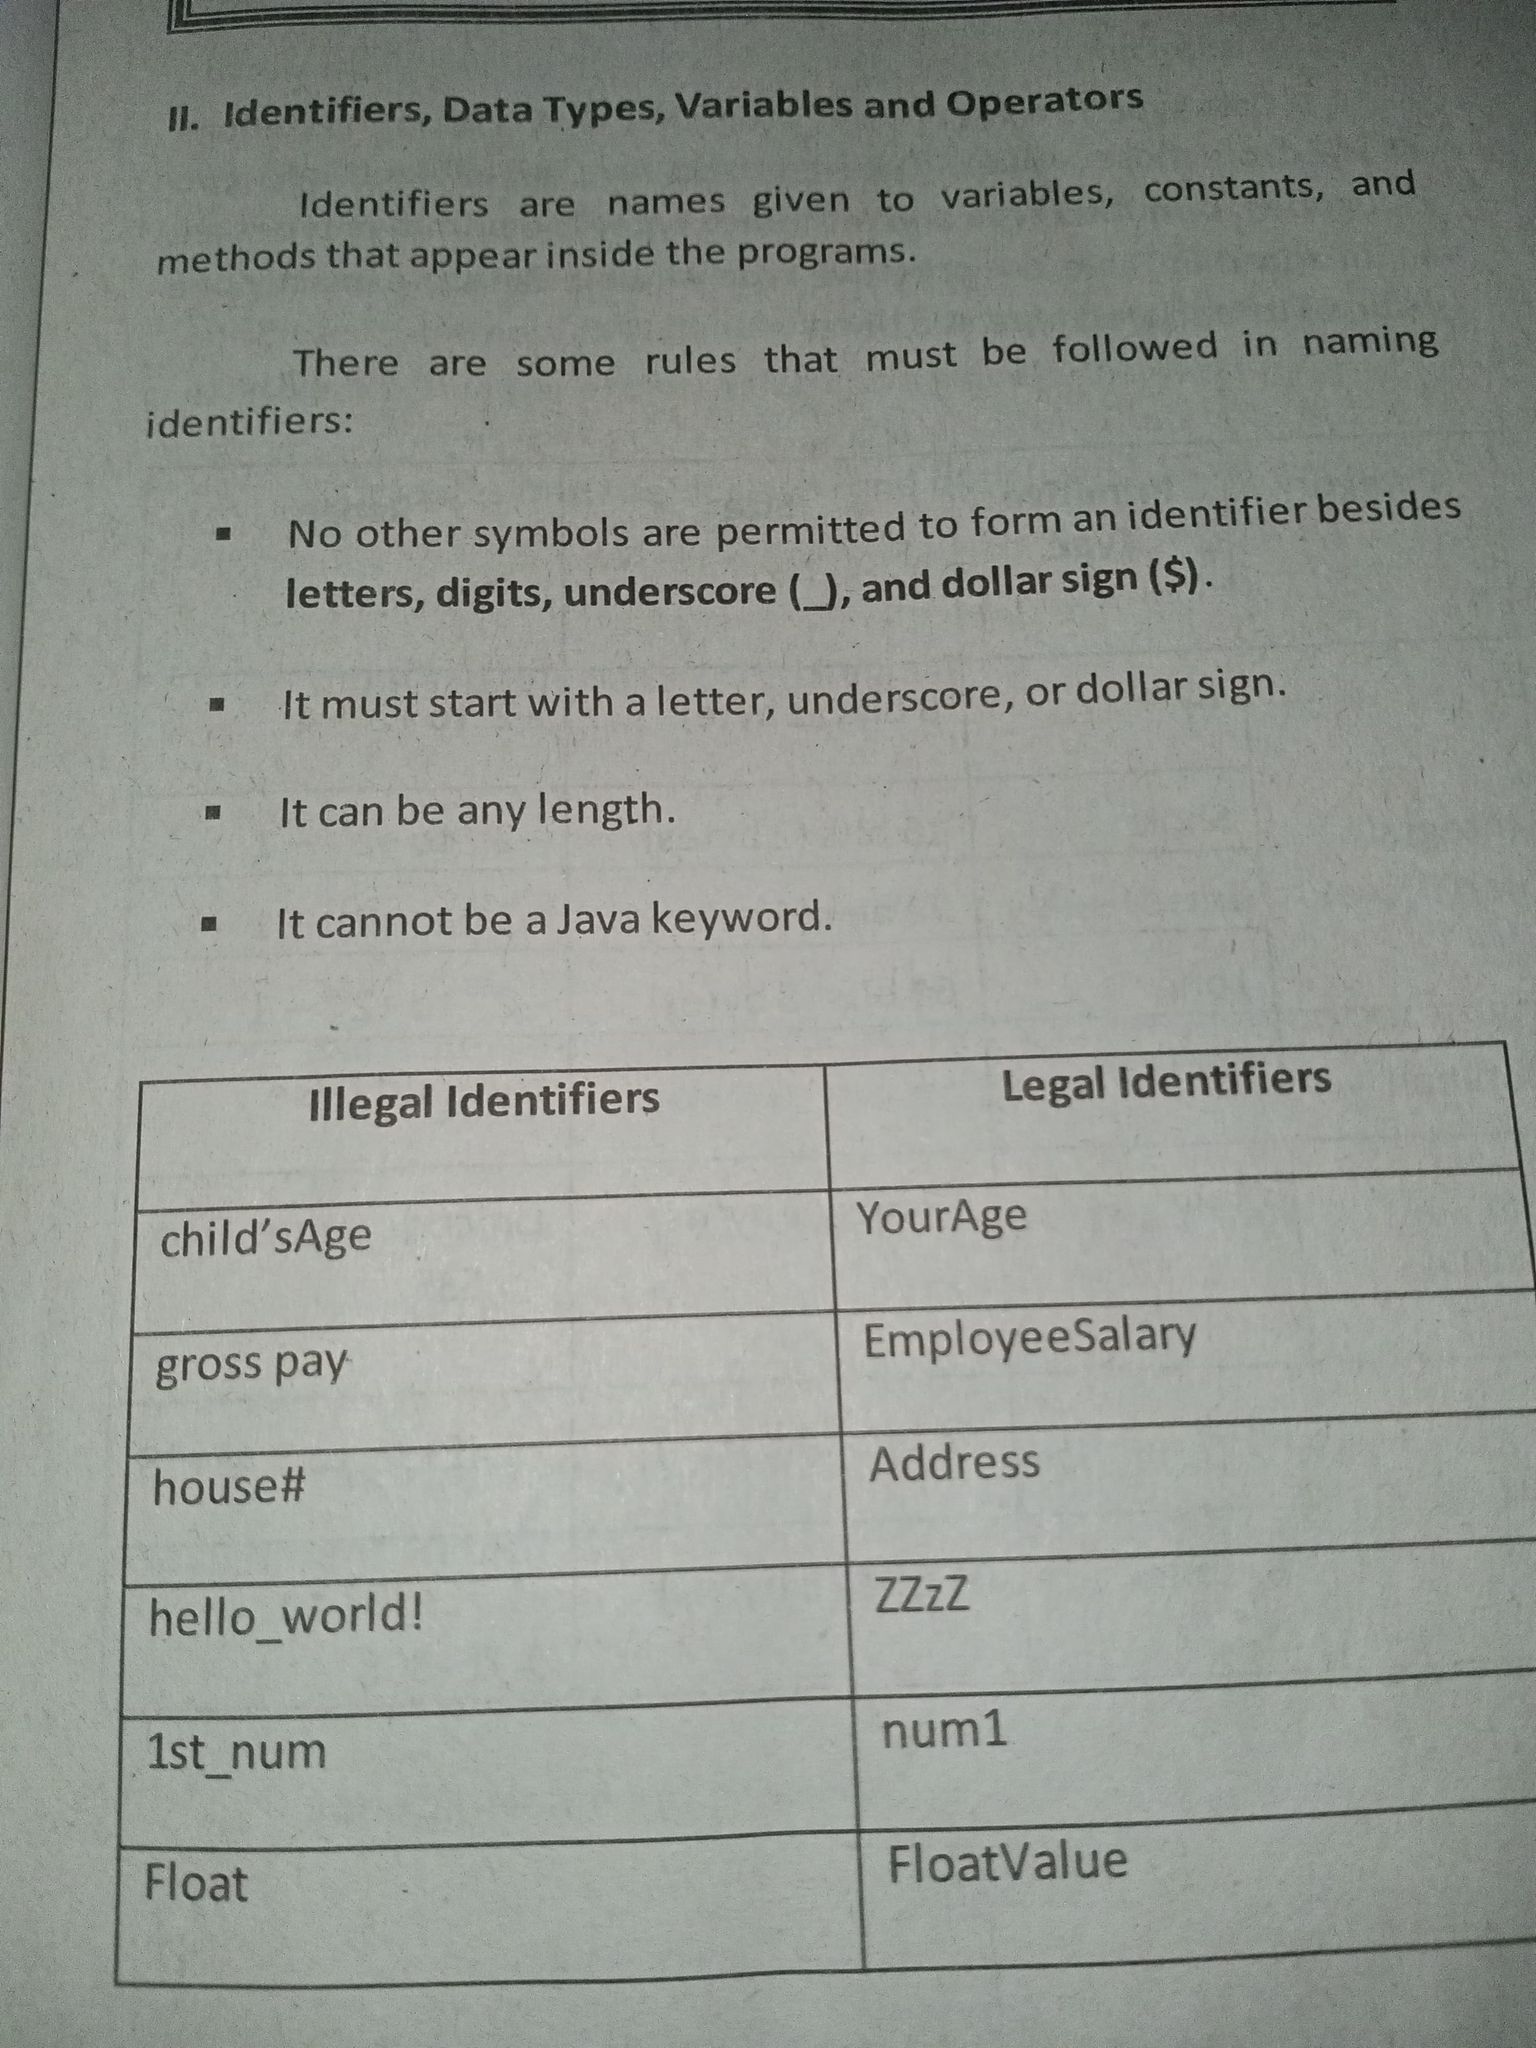 II. Identifiers, Data Types, Variables and Operators
Identifiers are names given to variables, constants, and
methods that appear inside the programs.
There are some rules that must be followed in naming
identifiers:
▪ No other symbols are permitted to form an identifier besides
letters, digits, underscore (_), and dollar sign ($).
▪ It must start with a letter, underscore, or dollar sign.
▪ It can be any length.
▪ It cannot be a Java keyword.
Illegal Identifiers Legal Identifiers
child’sAge YourAge
gross pay EmployeeSalary
house# Address
hello_world! ZZzZ
1st_num num1
Float FloatValue